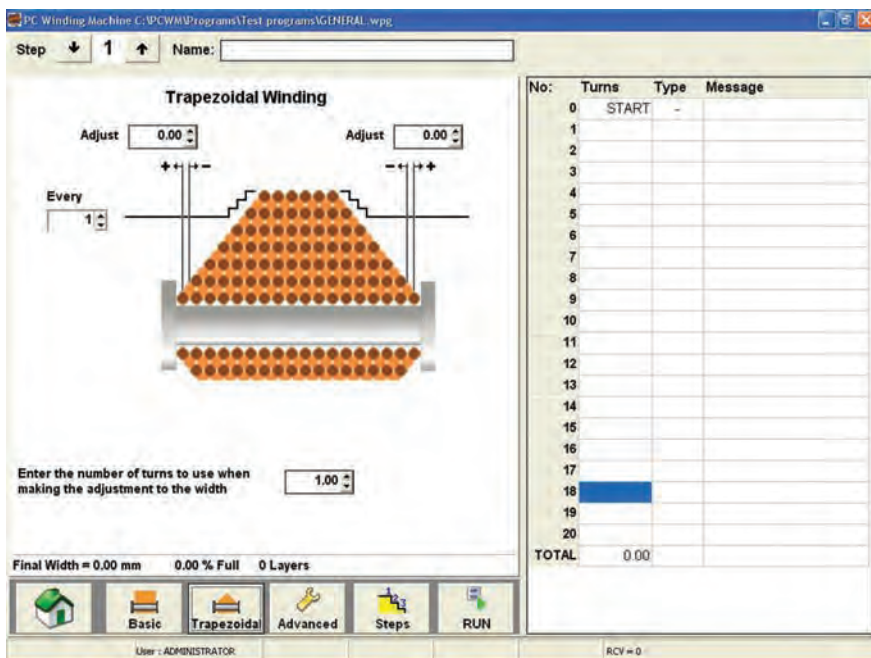 PC Winding Machine C:\PCWM\Programs\Test programs\GENERAL.wpg
Step 1 Name:
Trapezoidal Winding
Adjust 0.00 Adjust 0.00
+ - - +
Every
1
Enter the number of turns to use when
making the adjustment to the width
1.00
Final Width = 0.00 mm 0.00 % Full 0 Layers
Basic Trapezoidal Advanced 1 2 3 Steps RUN
User : ADMINISTRATOR RCV = 0
No: Turns Type Message
0 START -
1
2
3
4
5
6
7
8
9
10
11
12
13
14
15
16
17
18
19
20
TOTAL 0.00